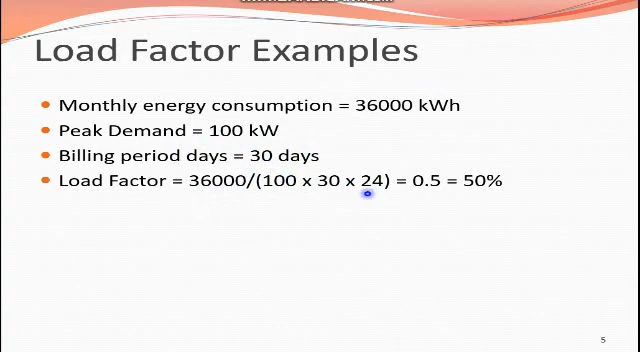 Load Factor Examples
Monthly energy consumption = 36000 kWh
Peak Demand = 100 kW
Billing period days = 30 days
Load Factor = 36000/(100 x 30 x 24) = 0.5 = 50%
5